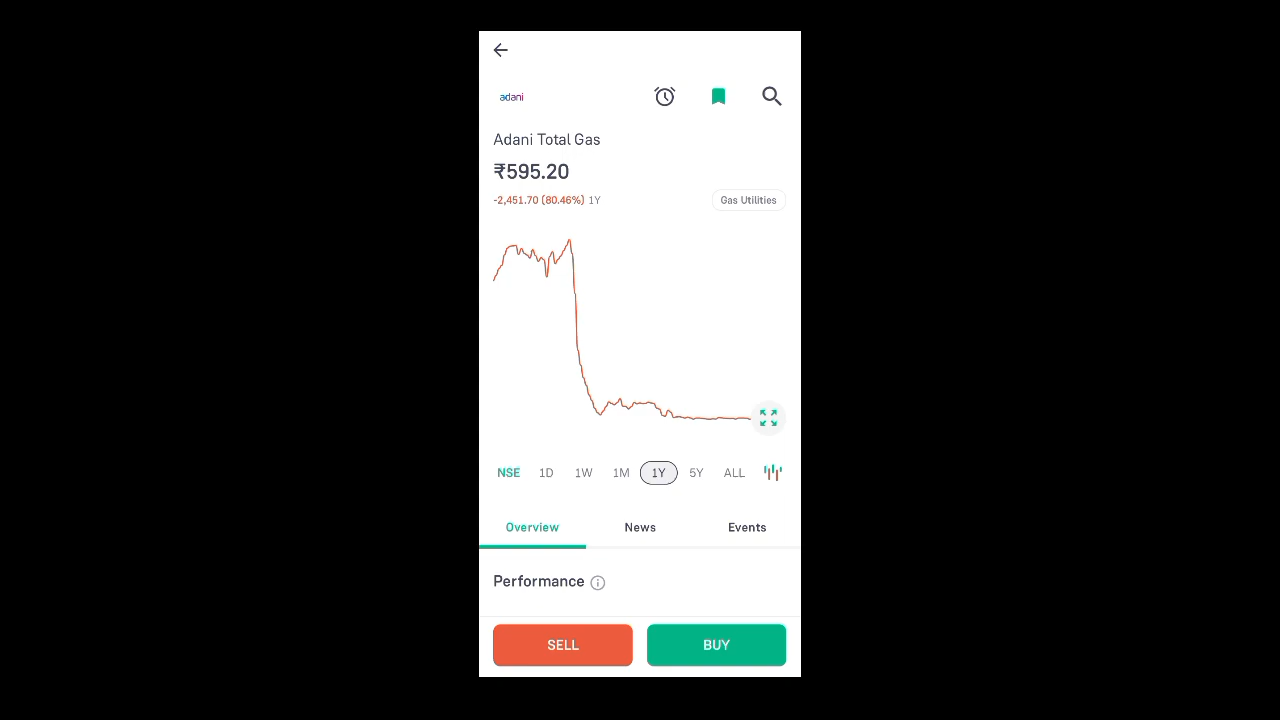 adani
Adani Total Gas
₹595.20
-2,451.70 (80.46%) 1Y
Gas Utilities
NSE 1D 1W 1M 1Y 5Y ALL
Overview News Events
Performance
SELL BUY